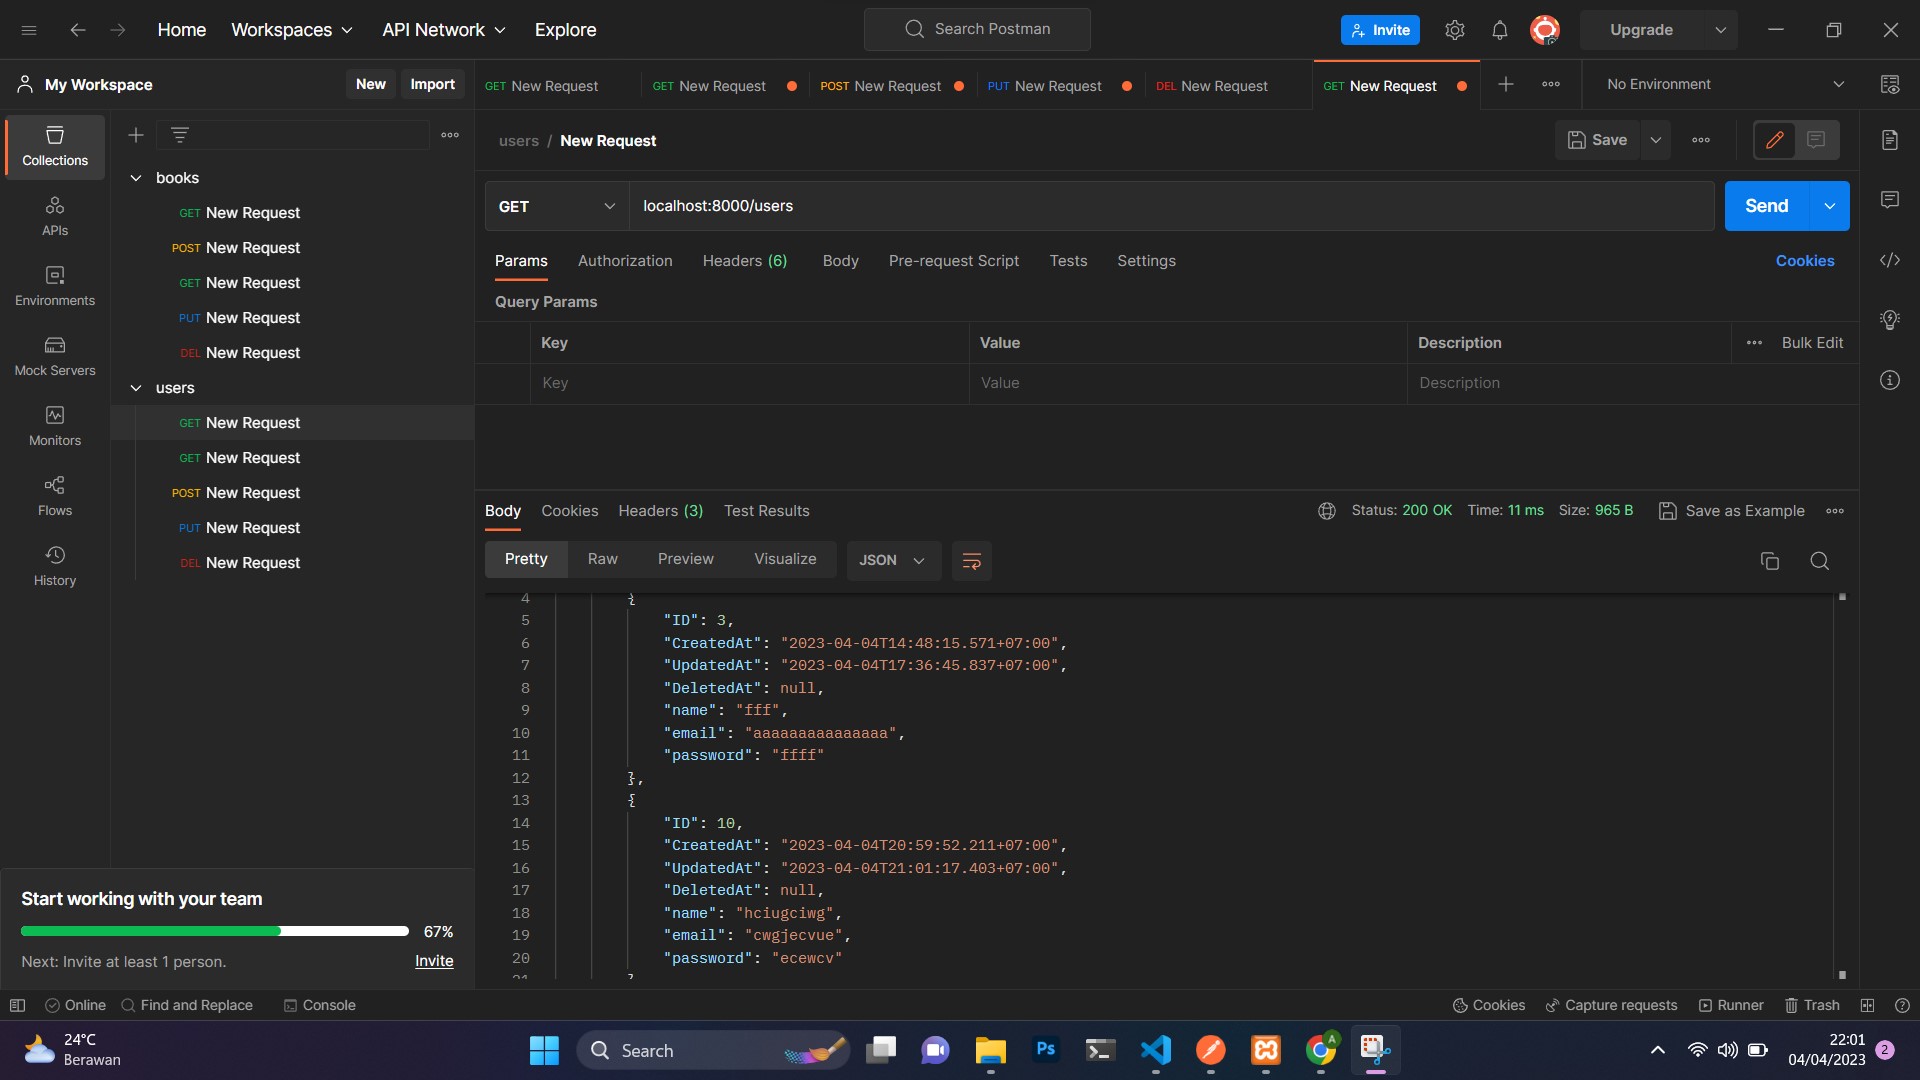 Home Workspaces API Network Explore
Search Postman
Invite
Upgrade
My Workspace
New Import
GET New Request
GET New Request
POST New Request
PUT New Request
DEL New Request
GET New Request
No Environment
Collections
APIs
Environments
Mock Servers
Monitors
Flows
History
books
GET New Request
POST New Request
GET New Request
PUT New Request
DEL New Request
users
GET New Request
GET New Request
POST New Request
PUT New Request
DEL New Request
Start working with your team
67%
Next: Invite at least 1 person. Invite
users / New Request
Save
GET localhost:8000/users
Send
Params Authorization Headers (6) Body Pre-request Script Tests Settings Cookies
Query Params
Key Value Description Bulk Edit
Key Value Description
Body Cookies Headers (3) Test Results
Status: 200 OK Time: 11 ms Size: 965 B Save as Example
Pretty Raw Preview Visualize JSON
4 {
5 "ID": 3,
6 "CreatedAt": "2023-04-04T14:48:15.571+07:00",
7 "UpdatedAt": "2023-04-04T17:36:45.837+07:00",
8 "DeletedAt": null,
9 "name": "fff",
10 "email": "aaaaaaaaaaaaaaa",
11 "password": "ffff"
12 },
13 {
14 "ID": 10,
15 "CreatedAt": "2023-04-04T20:59:52.211+07:00",
16 "UpdatedAt": "2023-04-04T21:01:17.403+07:00",
17 "DeletedAt": null,
18 "name": "hciugciwg",
19 "email": "cwgjecvue",
20 "password": "ecewcv"
21 }
Online Find and Replace Console
Cookies Capture requests Runner Trash
24°C
Berawan
Search
Ps
A
22:01
04/04/2023
2